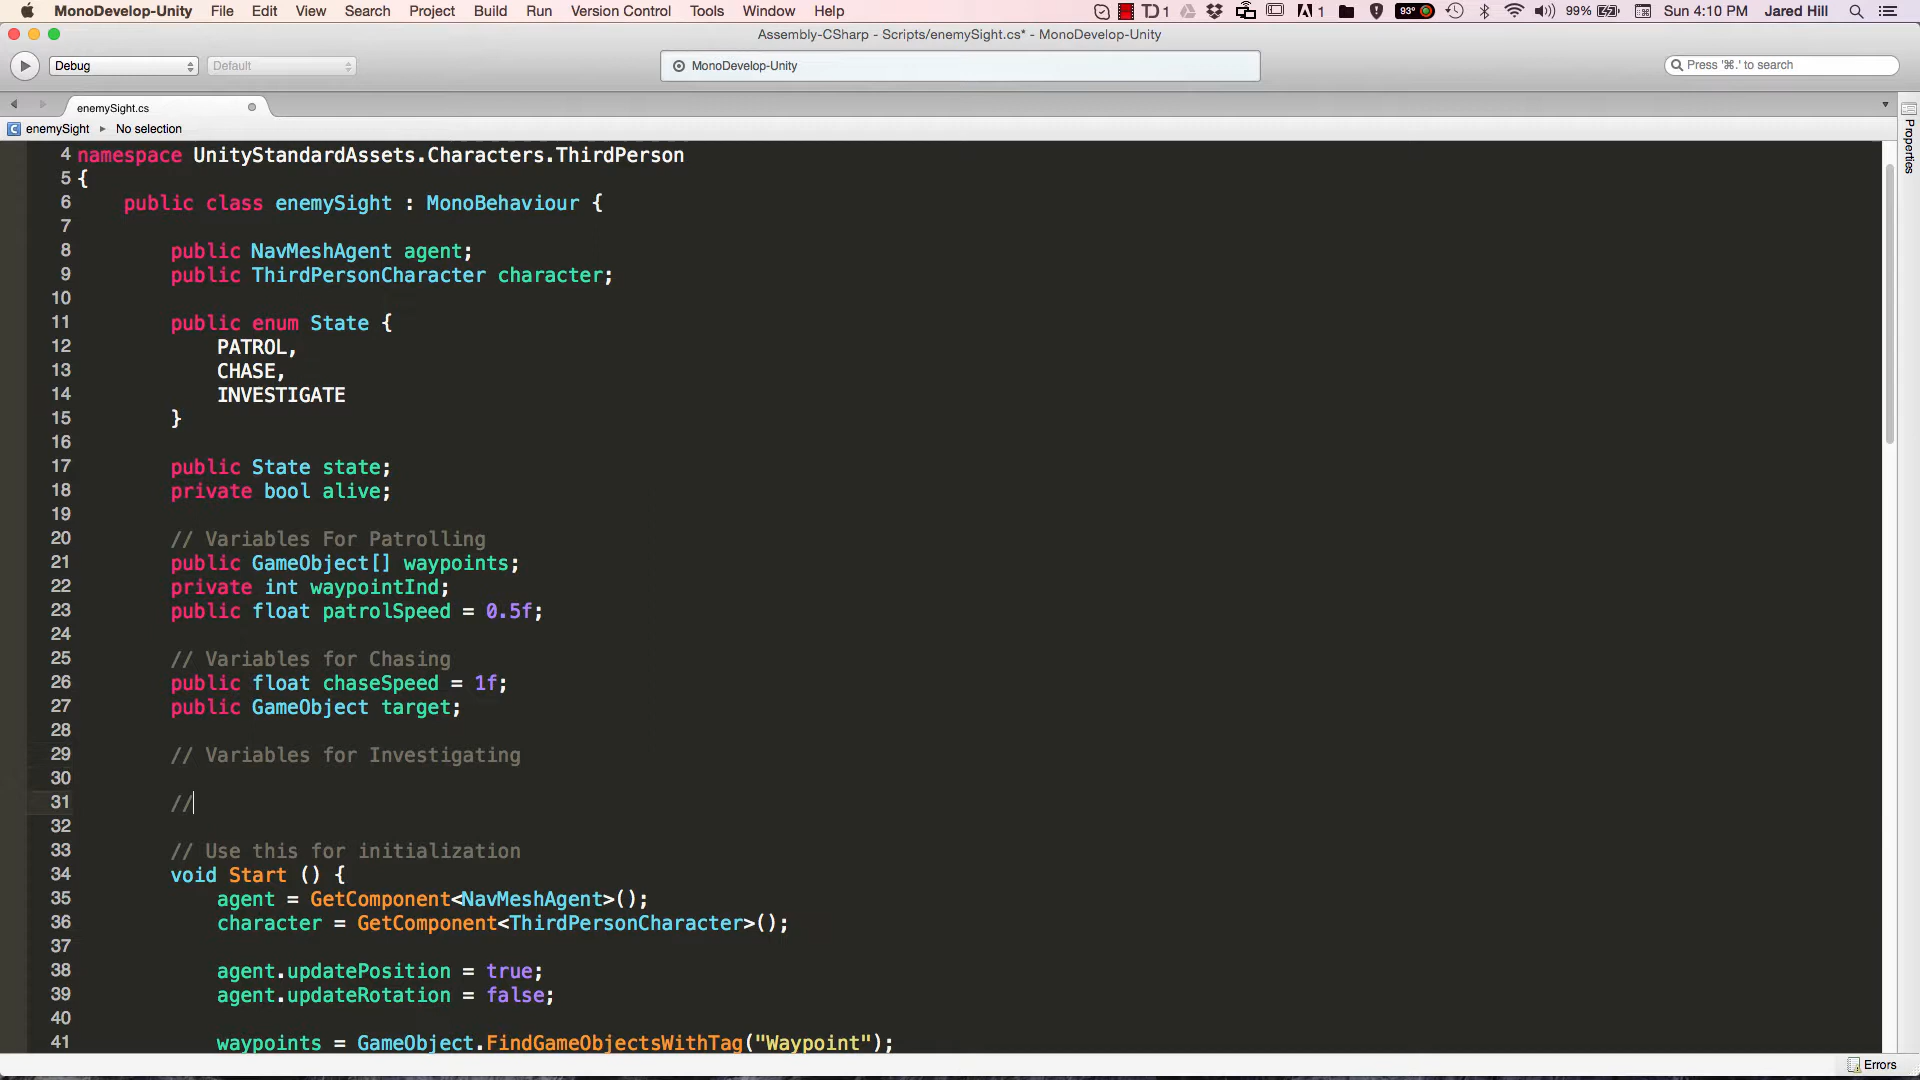 MonoDevelop-Unity File Edit View Search Project Build Run Version Control Tools Window Help 1 1 93° 99% Sun 4:10 PM Jared Hill
Assembly-CSharp - Scripts/enemySight.cs* - MonoDevelop-Unity
Debug Default MonoDevelop-Unity Press '⌘.' to search
enemySight.cs
enemySight ▸ No selection
Properties
4 namespace UnityStandardAssets.Characters.ThirdPerson
5 {
6 public class enemySight : MonoBehaviour {
7
8 public NavMeshAgent agent;
9 public ThirdPersonCharacter character;
10
11 public enum State {
12 PATROL,
13 CHASE,
14 INVESTIGATE
15 }
16
17 public State state;
18 private bool alive;
19
20 // Variables For Patrolling
21 public GameObject[] waypoints;
22 private int waypointInd;
23 public float patrolSpeed = 0.5f;
24
25 // Variables for Chasing
26 public float chaseSpeed = 1f;
27 public GameObject target;
28
29 // Variables for Investigating
30
31 //
32
33 // Use this for initialization
34 void Start () {
35 agent = GetComponent<NavMeshAgent>();
36 character = GetComponent<ThirdPersonCharacter>();
37
38 agent.updatePosition = true;
39 agent.updateRotation = false;
40
41 waypoints = GameObject.FindGameObjectsWithTag("Waypoint");
Errors